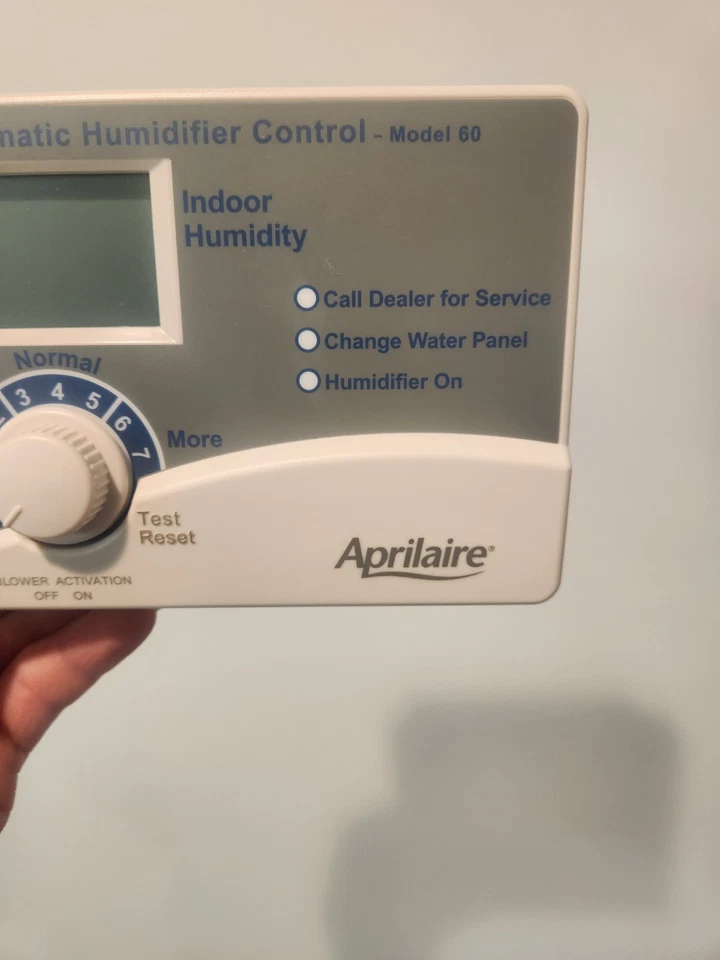 matic Humidifier Control - Model 60
Indoor
Humidity
Call Dealer for Service
Change Water Panel
Humidifier On
Normal
3 4 5 6 7
More
Test
Reset
LOWER ACTIVATION
OFF ON
Aprilaire®